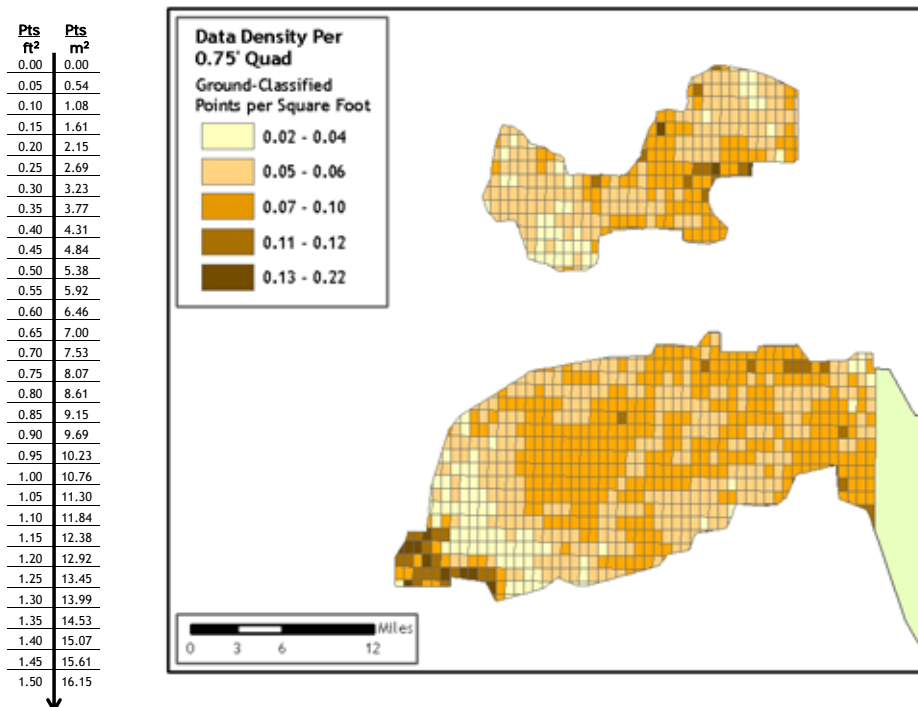 Pts Pts
ft² m²
0.00 0.00
0.05 0.54
0.10 1.08
0.15 1.61
0.20 2.15
0.25 2.69
0.30 3.23
0.35 3.77
0.40 4.31
0.45 4.84
0.50 5.38
0.55 5.92
0.60 6.46
0.65 7.00
0.70 7.53
0.75 8.07
0.80 8.61
0.85 9.15
0.90 9.69
0.95 10.23
1.00 10.76
1.05 11.30
1.10 11.84
1.15 12.38
1.20 12.92
1.25 13.45
1.30 13.99
1.35 14.53
1.40 15.07
1.45 15.61
1.50 16.15
Data Density Per
0.75' Quad
Ground-Classified
Points per Square Foot
0.02 - 0.04
0.05 - 0.06
0.07 - 0.10
0.11 - 0.12
0.13 - 0.22
Miles
0 3 6 12